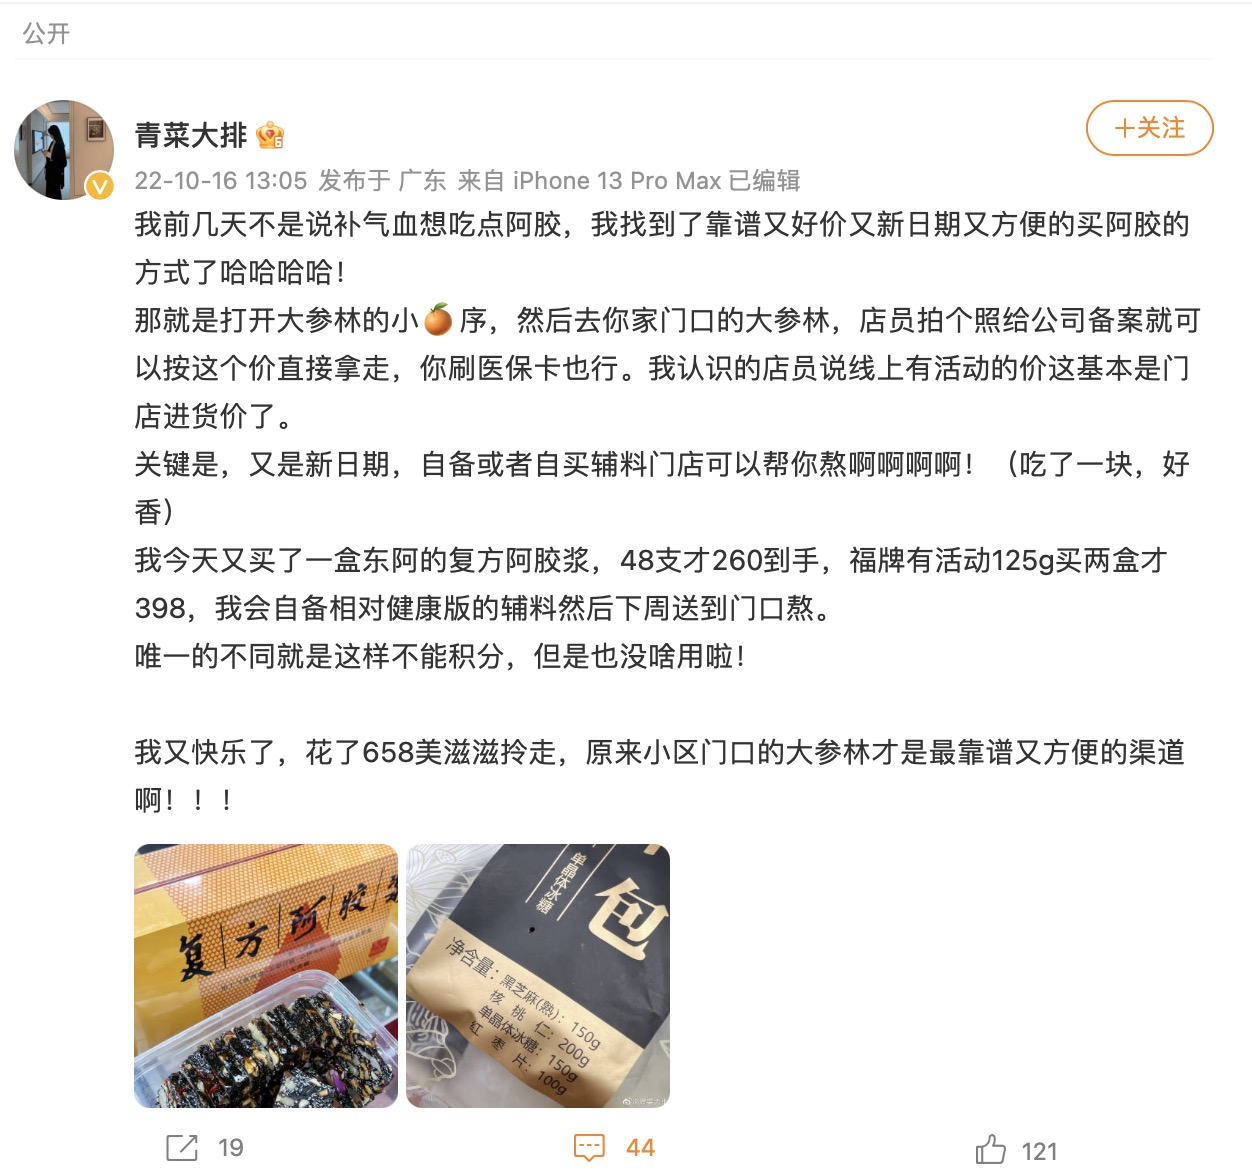 公开
青菜大排
+关注
22-10-16 13:05 发布于 广东 来自 iPhone 13 Pro Max 已编辑
我前几天不是说补气血想吃点阿胶，我找到了靠谱又好价又新日期又方便的买阿胶的
方式了哈哈哈哈！
那就是打开大参林的小🍊序，然后去你家门口的大参林，店员拍个照给公司备案就可
以按这个价直接拿走，你刷医保卡也行。我认识的店员说线上有活动的价这基本是门
店进货价了。
关键是，又是新日期，自备或者自买辅料门店可以帮你熬啊啊啊啊！（吃了一块，好
香）
我今天又买了一盒东阿的复方阿胶浆，48支才260到手，福牌有活动125g买两盒才
398，我会自备相对健康版的辅料然后下周送到门口熬。
唯一的不同就是这样不能积分，但是也没啥用啦！
我又快乐了，花了658美滋滋拎走，原来小区门口的大参林才是最靠谱又方便的渠道
啊！！！
复方阿胶
单晶体冰糖
包
净含量：黑芝麻(熟)：150g
核桃仁：200g
单晶体冰糖：150g
红枣片：100g
19
44
121